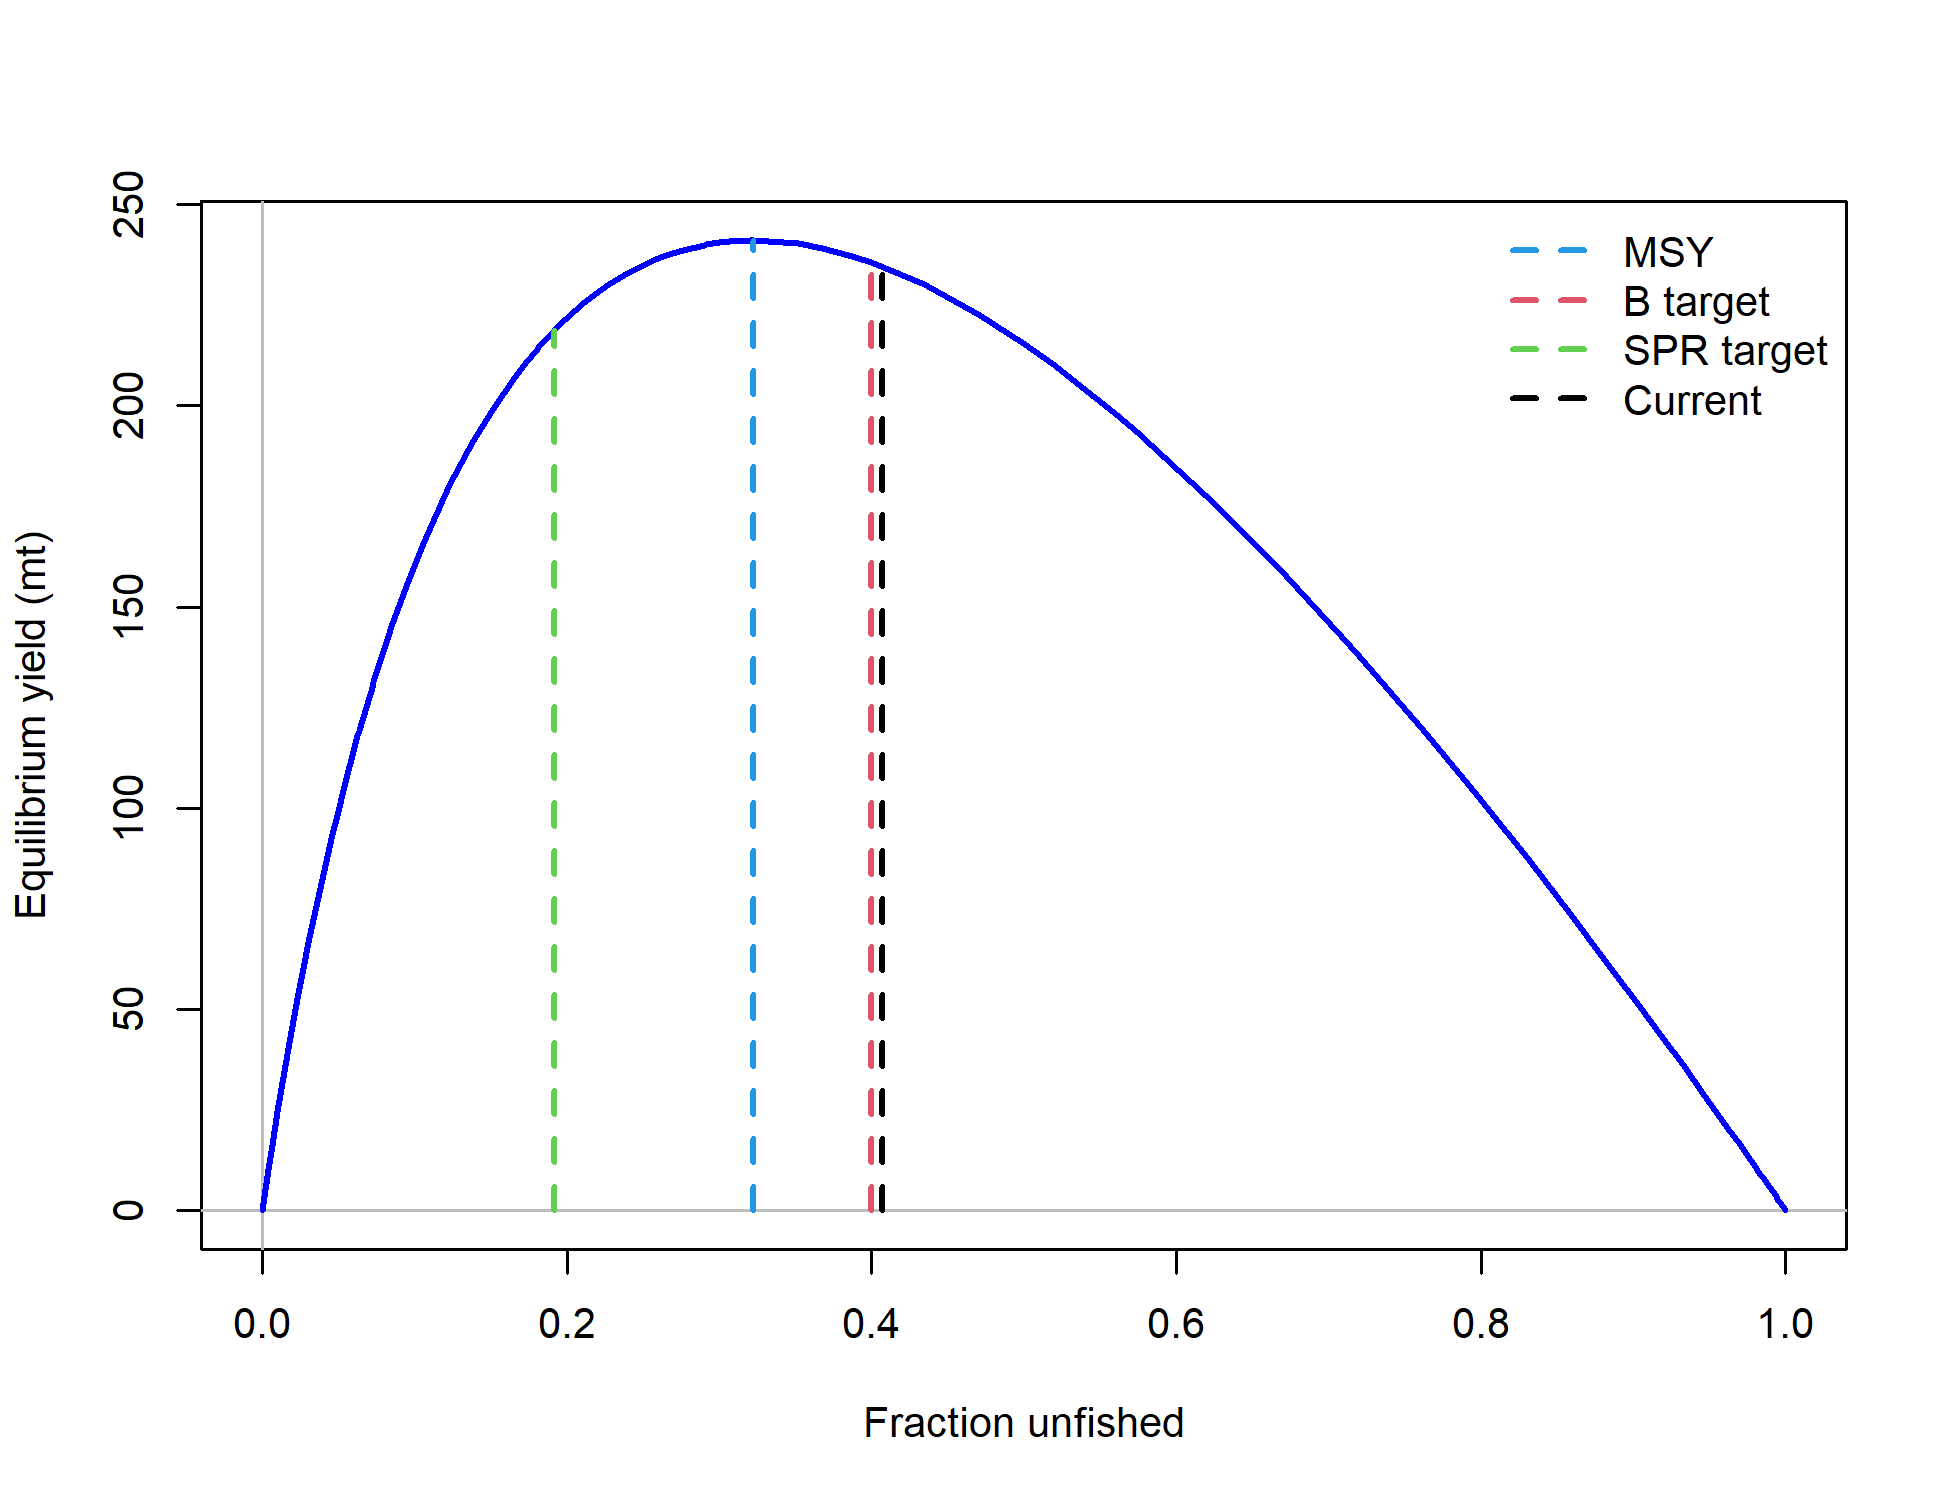 250
200
150
100
50
0
Equilibrium yield (mt)
MSY
B target
SPR target
Current
0.0 0.2 0.4 0.6 0.8 1.0
Fraction unfished